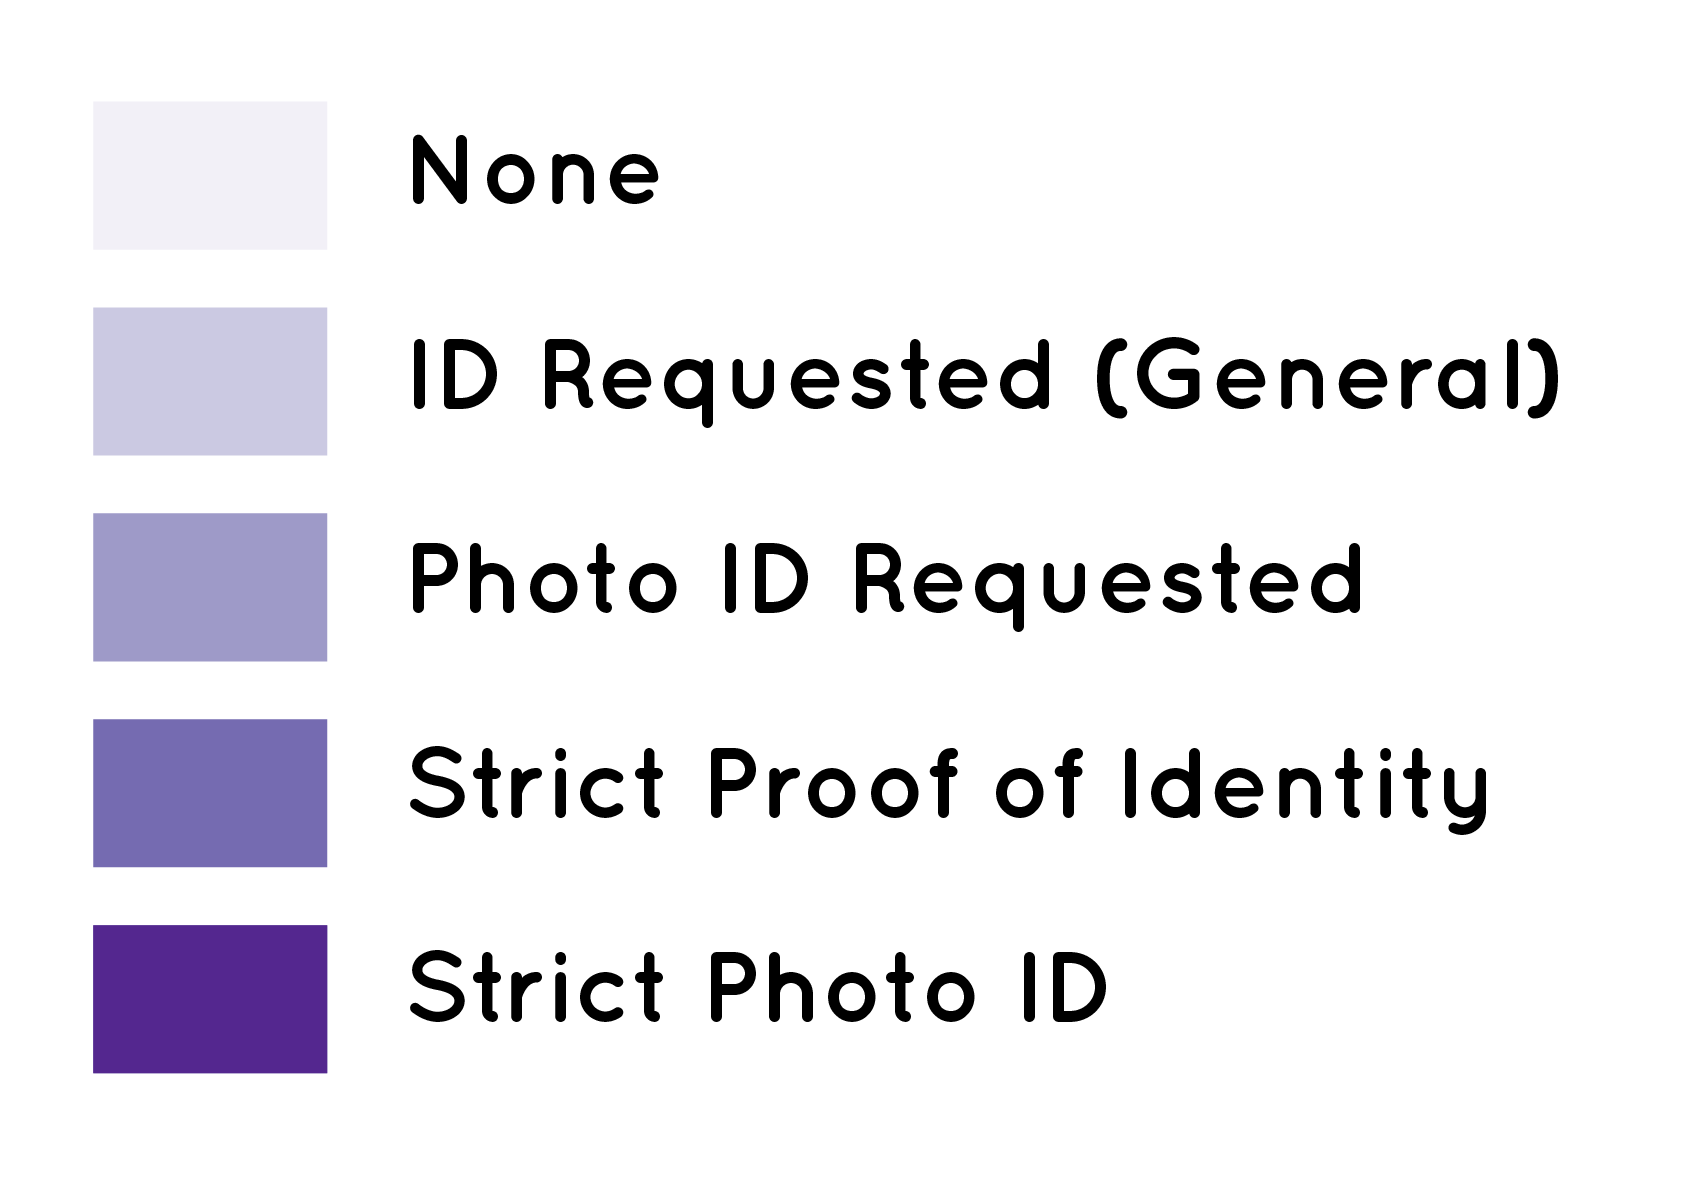 None
ID Requested (General)
Photo ID Requested
Strict Proof of Identity
Strict Photo ID